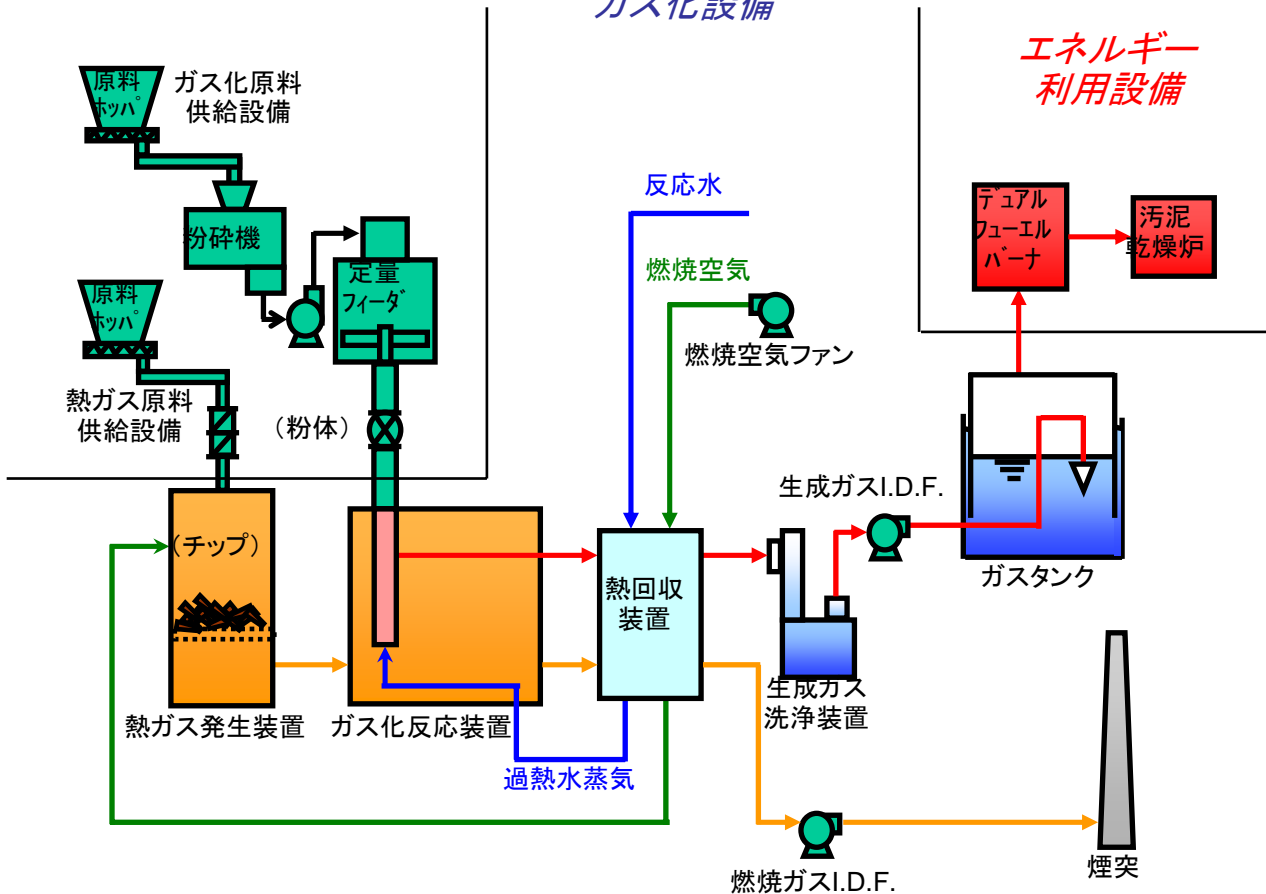 ガス化設備
エネルギー
利用設備
原料
ホッパ
ガス化原料
供給設備
粉砕機
定量
フィーダ
原料
ホッパ
熱ガス原料
供給設備
（粉体）
反応水
燃焼空気
燃焼空気ファン
デュアル
フューエル
バーナ
汚泥
乾燥炉
（チップ）
熱回収
装置
生成ガスI.D.F.
ガスタンク
熱ガス発生装置
ガス化反応装置
生成ガス
洗浄装置
過熱水蒸気
燃焼ガスI.D.F.
煙突